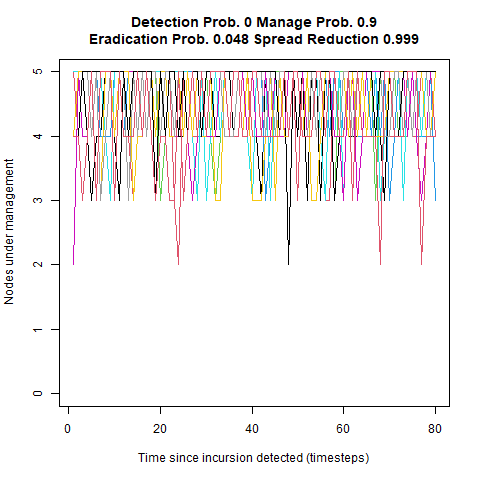 Detection Prob. 0 Manage Prob. 0.9
Eradication Prob. 0.048 Spread Reduction 0.999
Nodes under management
5
4
3
2
1
0
0 20 40 60 80
Time since incursion detected (timesteps)